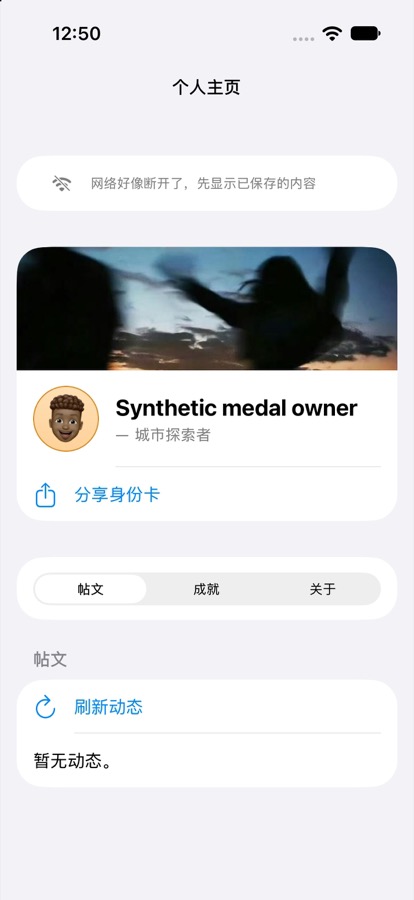 12:50
个人主页
网络好像断开了，先显示已保存的内容
Synthetic medal owner
— 城市探索者
分享身份卡
帖文 成就 关于
帖文
刷新动态
暂无动态。